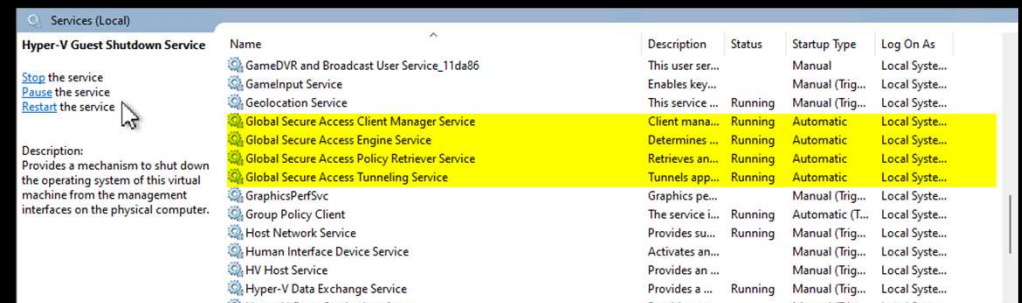 Services (Local)
Hyper-V Guest Shutdown Service
Stop the service
Pause the service
Restart the service
Description:
Provides a mechanism to shut down
the operating system of this virtual
machine from the management
interfaces on the physical computer.
Name Description Status Startup Type Log On As
GameDVR and Broadcast User Service_11da86 This user ser... Manual Local Syste...
GameInput Service Enables key... Manual (Trig... Local Syste...
Geolocation Service This service ... Running Manual (Trig... Local Syste...
Global Secure Access Client Manager Service Client mana... Running Automatic Local Syste...
Global Secure Access Engine Service Determines ... Running Automatic Local Syste...
Global Secure Access Policy Retriever Service Retrieves an... Running Automatic Local Syste...
Global Secure Access Tunneling Service Tunnels app... Running Automatic Local Syste...
GraphicsPerfSvc Graphics pe... Manual (Trig... Local Syste...
Group Policy Client The service i... Running Automatic (T... Local Syste...
Host Network Service Provides su... Running Manual (Trig... Local Syste...
Human Interface Device Service Activates an... Manual (Trig... Local Syste...
HV Host Service Provides an ... Manual (Trig... Local Syste...
Hyper-V Data Exchange Service Provides a ... Running Manual (Trig... Local Syste...